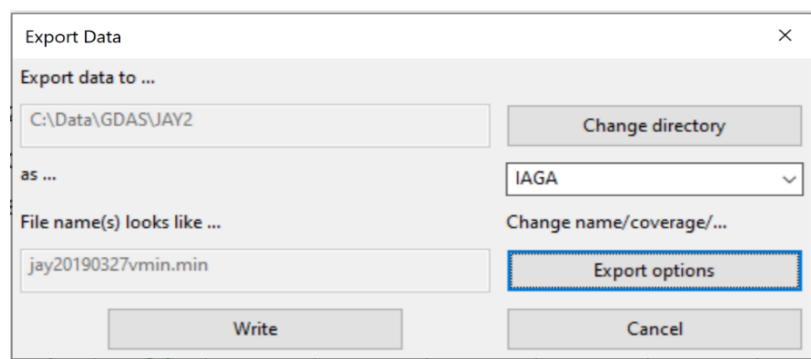 Export Data
Export data to ...
C:\Data\GDAS\JAY2
Change directory
as ...
IAGA
File name(s) looks like ...
Change name/coverage/...
jay20190327vmin.min
Export options
Write
Cancel